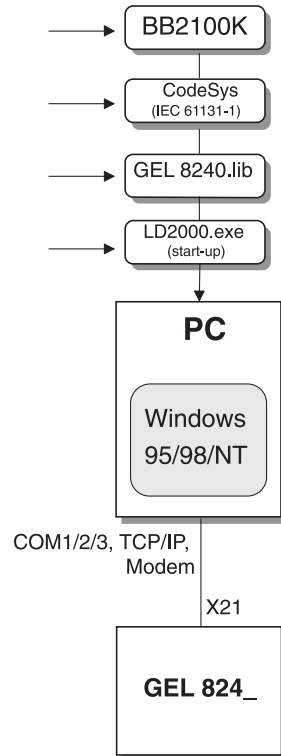 BB2100K
CodeSys
(IEC 61131-1)
GEL 8240.lib
LD2000.exe
(start-up)
PC
Windows
95/98/NT
COM1/2/3, TCP/IP,
Modem
X21
GEL 824_